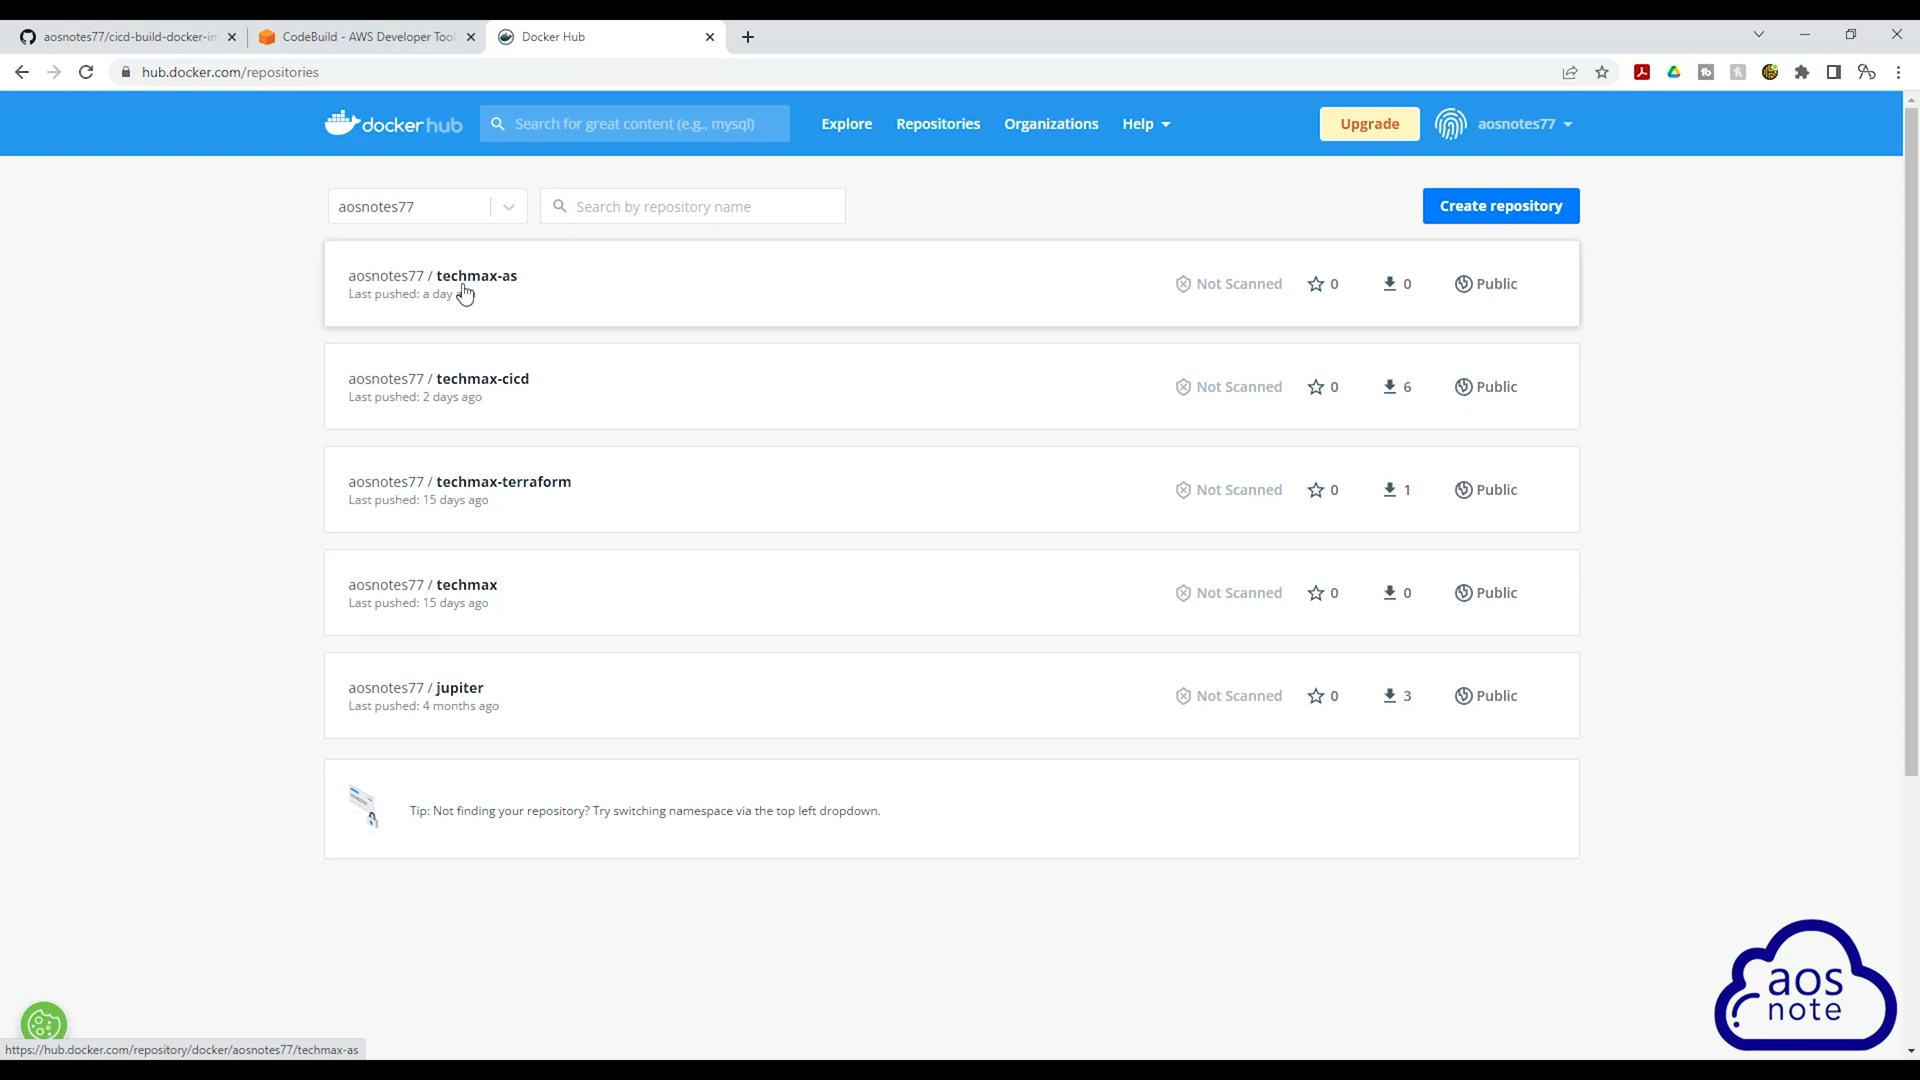 aosnotes77/cicd-build-docker-im
CodeBuild - AWS Developer Tool
Docker Hub
hub.docker.com/repositories
dockerhub
Search for great content (e.g., mysql)
Explore
Repositories
Organizations
Help
Upgrade
aosnotes77
aosnotes77
Search by repository name
Create repository
aosnotes77 / techmax-as
Last pushed: a day
Not Scanned
0
0
Public
aosnotes77 / techmax-cicd
Last pushed: 2 days ago
Not Scanned
0
6
Public
aosnotes77 / techmax-terraform
Last pushed: 15 days ago
Not Scanned
0
1
Public
aosnotes77 / techmax
Last pushed: 15 days ago
Not Scanned
0
0
Public
aosnotes77 / jupiter
Last pushed: 4 months ago
Not Scanned
0
3
Public
Tip: Not finding your repository? Try switching namespace via the top left dropdown.
aos
note
https://hub.docker.com/repository/docker/aosnotes77/techmax-as